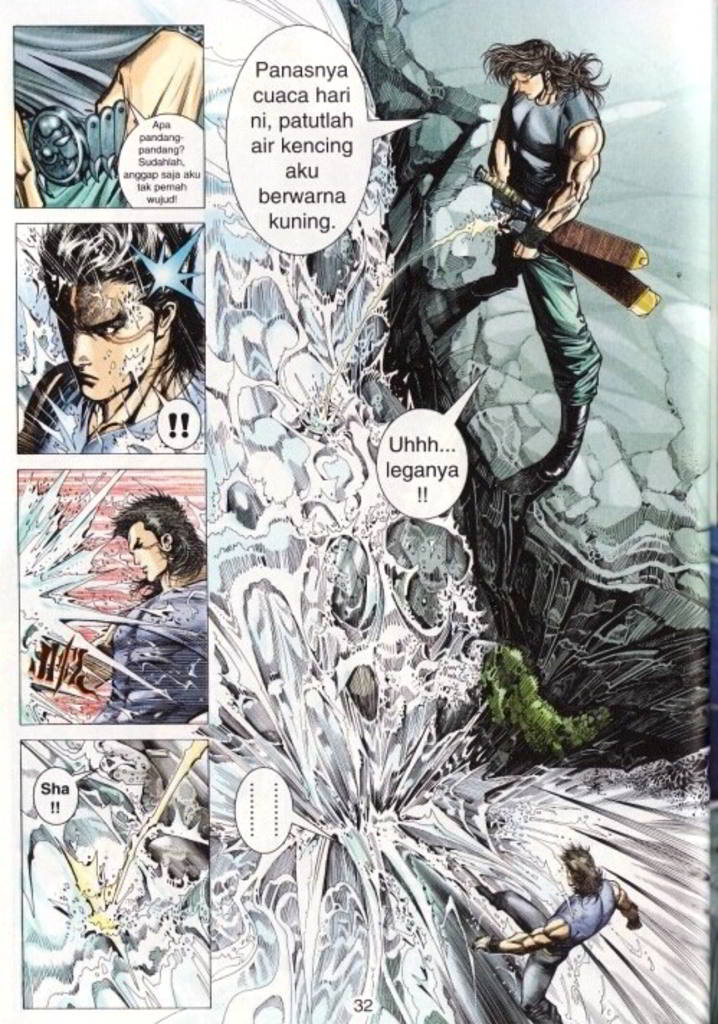 Apa
pandang-
pandang?
Sudahlah,
anggap saja aku
tak pernah
wujud!
!!
Sha
!!
Panasnya
cuaca hari
ni, patutlah
air kencing
aku
berwarna
kuning.
Uhhh...
leganya
!!
........
........
32